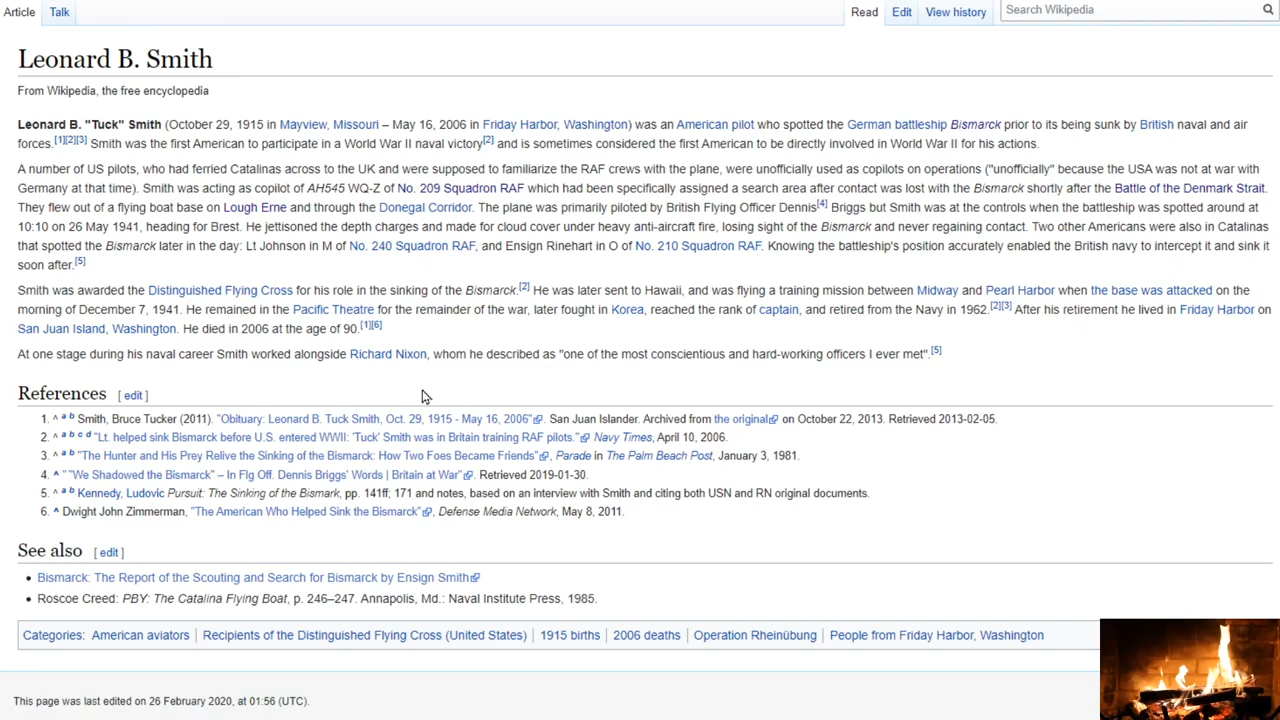 Article Talk Read Edit View history Search Wikipedia
Leonard B. Smith
From Wikipedia, the free encyclopedia
Leonard B. "Tuck" Smith (October 29, 1915 in Mayview, Missouri – May 16, 2006 in Friday Harbor, Washington) was an American pilot who spotted the German battleship Bismarck prior to its being sunk by British naval and air
forces.[1][2][3] Smith was the first American to participate in a World War II naval victory[2] and is sometimes considered the first American to be directly involved in World War II for his actions.
A number of US pilots, who had ferried Catalinas across to the UK and were supposed to familiarize the RAF crews with the plane, were unofficially used as copilots on operations ("unofficially" because the USA was not at war with
Germany at that time). Smith was acting as copilot of AH545 WQ-Z of No. 209 Squadron RAF which had been specifically assigned a search area after contact was lost with the Bismarck shortly after the Battle of the Denmark Strait.
They flew out of a flying boat base on Lough Erne and through the Donegal Corridor. The plane was primarily piloted by British Flying Officer Dennis[4] Briggs but Smith was at the controls when the battleship was spotted around at
10:10 on 26 May 1941, heading for Brest. He jettisoned the depth charges and made for cloud cover under heavy anti-aircraft fire, losing sight of the Bismarck and never regaining contact. Two other Americans were also in Catalinas
that spotted the Bismarck later in the day: Lt Johnson in M of No. 240 Squadron RAF, and Ensign Rinehart in O of No. 210 Squadron RAF. Knowing the battleship's position accurately enabled the British navy to intercept it and sink it
soon after.[5]
Smith was awarded the Distinguished Flying Cross for his role in the sinking of the Bismarck.[2] He was later sent to Hawaii, and was flying a training mission between Midway and Pearl Harbor when the base was attacked on the
morning of December 7, 1941. He remained in the Pacific Theatre for the remainder of the war, later fought in Korea, reached the rank of captain, and retired from the Navy in 1962.[2][3] After his retirement he lived in Friday Harbor on
San Juan Island, Washington. He died in 2006 at the age of 90.[1][6]
At one stage during his naval career Smith worked alongside Richard Nixon, whom he described as "one of the most conscientious and hard-working officers I ever met".[5]
References [ edit ]
1. ^ a b Smith, Bruce Tucker (2011). "Obituary: Leonard B. Tuck Smith, Oct. 29, 1915 - May 16, 2006". San Juan Islander. Archived from the original on October 22, 2013. Retrieved 2013-02-05.
2. ^ a b c d "Lt. helped sink Bismarck before U.S. entered WWII: 'Tuck' Smith was in Britain training RAF pilots." Navy Times, April 10, 2006.
3. ^ a b "The Hunter and His Prey Relive the Sinking of the Bismarck: How Two Foes Became Friends", Parade in The Palm Beach Post, January 3, 1981.
4. ^ " "We Shadowed the Bismarck" – In Flg Off. Dennis Briggs' Words | Britain at War". Retrieved 2019-01-30.
5. ^ a b Kennedy, Ludovic Pursuit: The Sinking of the Bismark, pp. 141ff; 171 and notes, based on an interview with Smith and citing both USN and RN original documents.
6. ^ Dwight John Zimmerman, "The American Who Helped Sink the Bismarck", Defense Media Network, May 8, 2011.
See also [ edit ]
• Bismarck: The Report of the Scouting and Search for Bismarck by Ensign Smith
• Roscoe Creed: PBY: The Catalina Flying Boat, p. 246–247. Annapolis, Md.: Naval Institute Press, 1985.
Categories: American aviators | Recipients of the Distinguished Flying Cross (United States) | 1915 births | 2006 deaths | Operation Rheinübung | People from Friday Harbor, Washington
This page was last edited on 26 February 2020, at 01:56 (UTC).